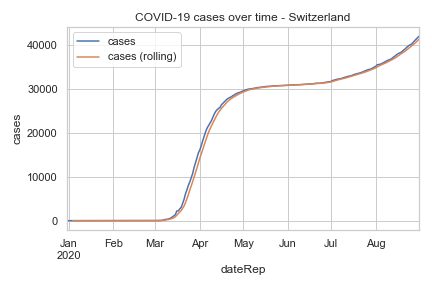 COVID-19 cases over time - Switzerland
cases
cases (rolling)
40000
30000
20000
10000
0
cases
Jan
2020
Feb
Mar
Apr
May
Jun
Jul
Aug
dateRep